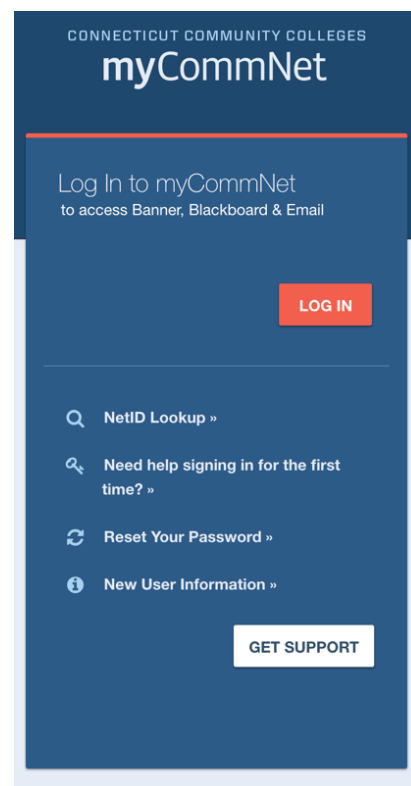 CONNECTICUT COMMUNITY COLLEGES
myCommNet
Log In to myCommNet
to access Banner, Blackboard & Email
LOG IN
NetID Lookup »
Need help signing in for the first
time? »
Reset Your Password »
New User Information »
GET SUPPORT